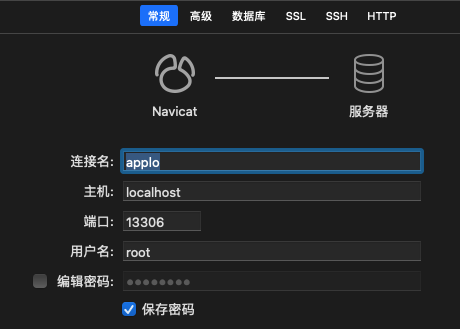 常规 高级 数据库 SSL SSH HTTP
Navicat 服务器
连接名: applo
主机: localhost
端口: 13306
用户名: root
编辑密码: ●●●●●●●●
保存密码